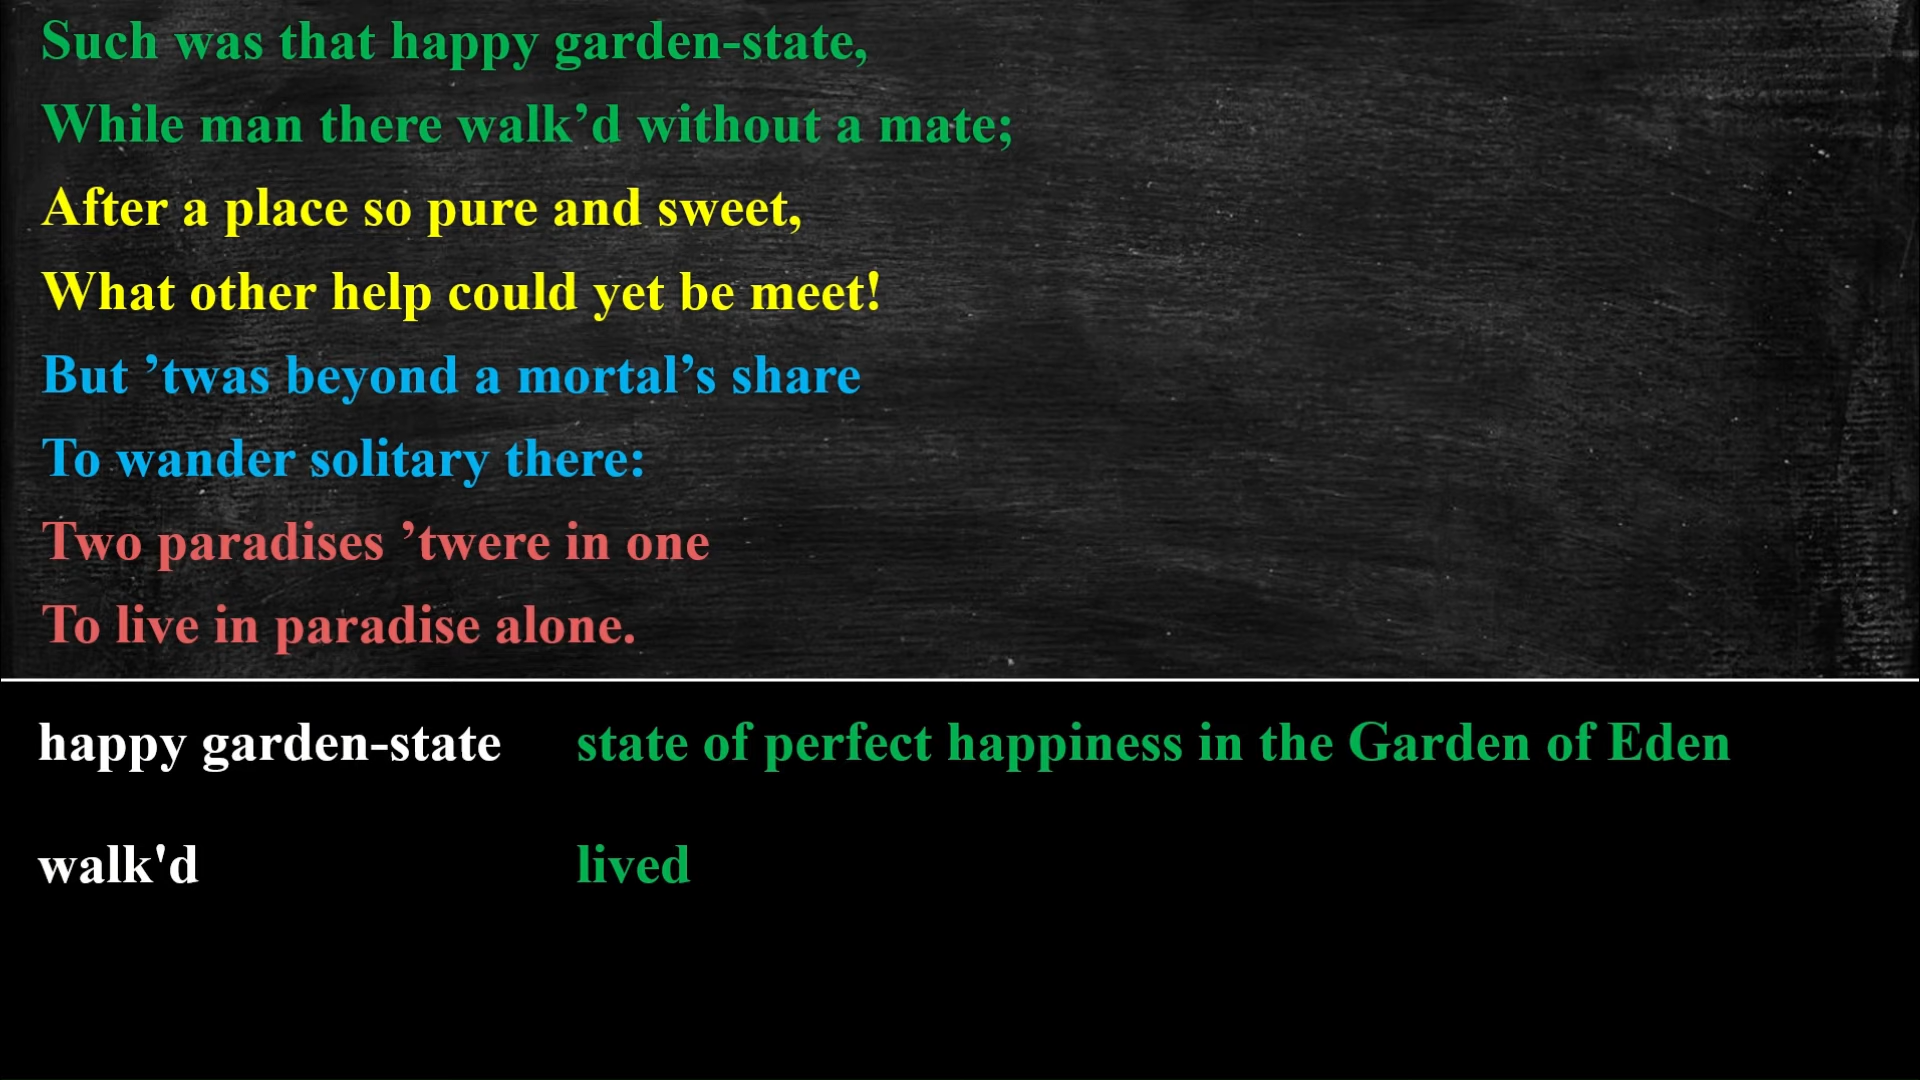 Such was that happy garden-state,
While man there walk’d without a mate;
After a place so pure and sweet,
What other help could yet be meet!
But ’twas beyond a mortal’s share
To wander solitary there:
Two paradises ’twere in one
To live in paradise alone.
happy garden-state state of perfect happiness in the Garden of Eden
walk'd lived